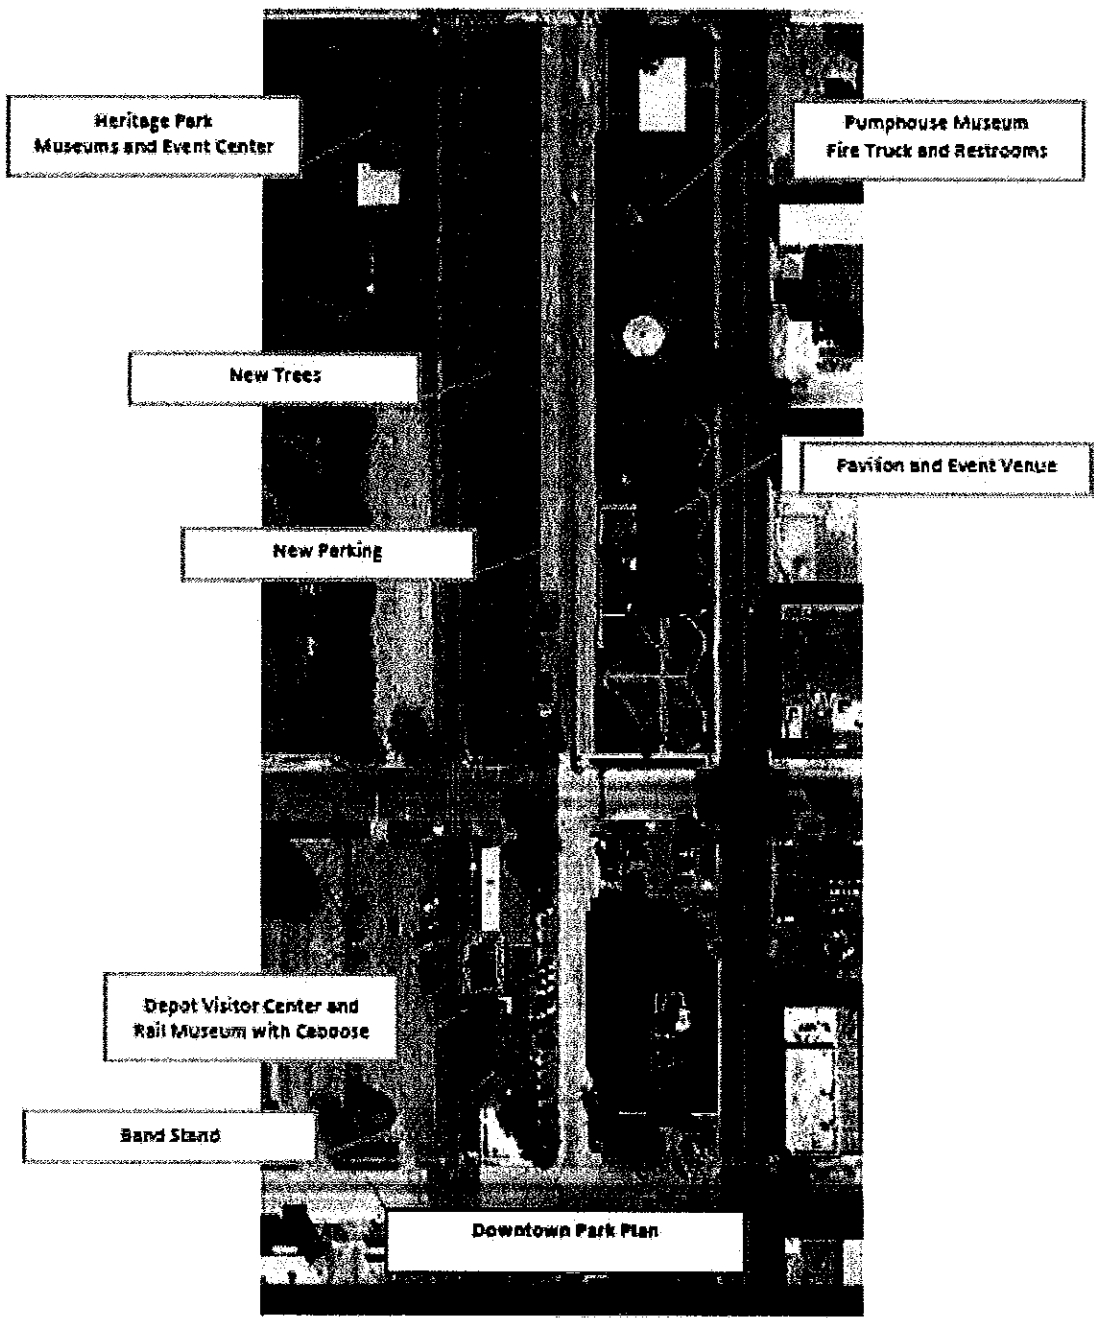 Heritage Park
Museums and Event Center
Pumphouse Museum
Fire Truck and Restrooms
New Trees
Pavilion and Event Venue
New Parking
Depot Visitor Center and
Rail Museum with Caboose
Band Stand
Downtown Park Plan